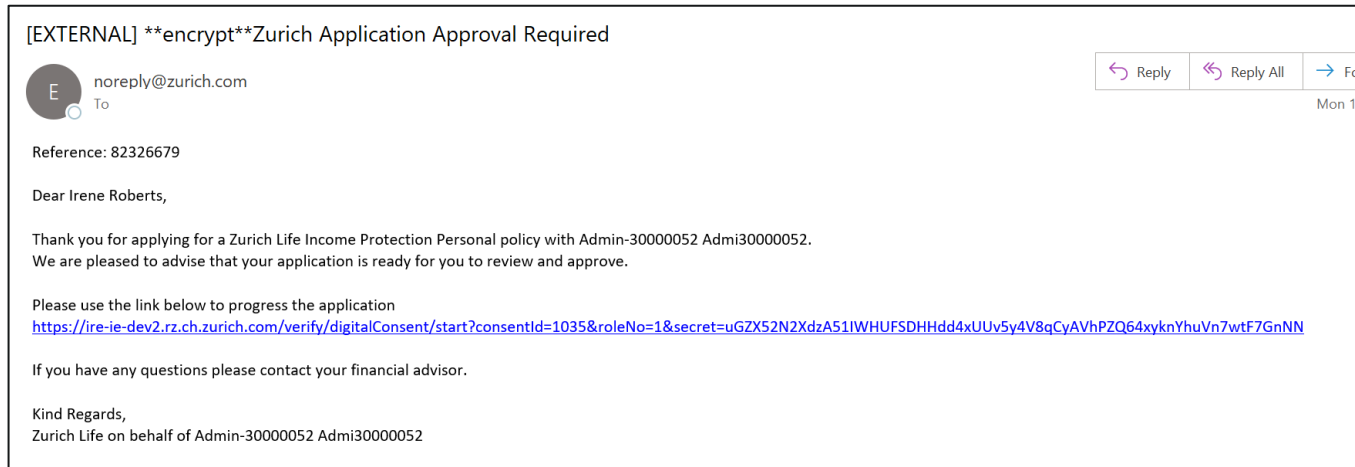 [EXTERNAL] **encrypt**Zurich Application Approval Required
E
noreply@zurich.com
To
Reply
Reply All
Fo
Mon 1
Reference: 82326679
Dear Irene Roberts,
Thank you for applying for a Zurich Life Income Protection Personal policy with Admin-30000052 Admi30000052.
We are pleased to advise that your application is ready for you to review and approve.
Please use the link below to progress the application
https://ire-ie-dev2.rz.ch.zurich.com/verify/digitalConsent/start?consentId=1035&roleNo=1&secret=uGZX52N2XdzA51IWHUFSDHHdd4xUUv5y4V8qCyAVhPZQ64xyknYhuVn7wtF7GnNN
If you have any questions please contact your financial advisor.
Kind Regards,
Zurich Life on behalf of Admin-30000052 Admi30000052